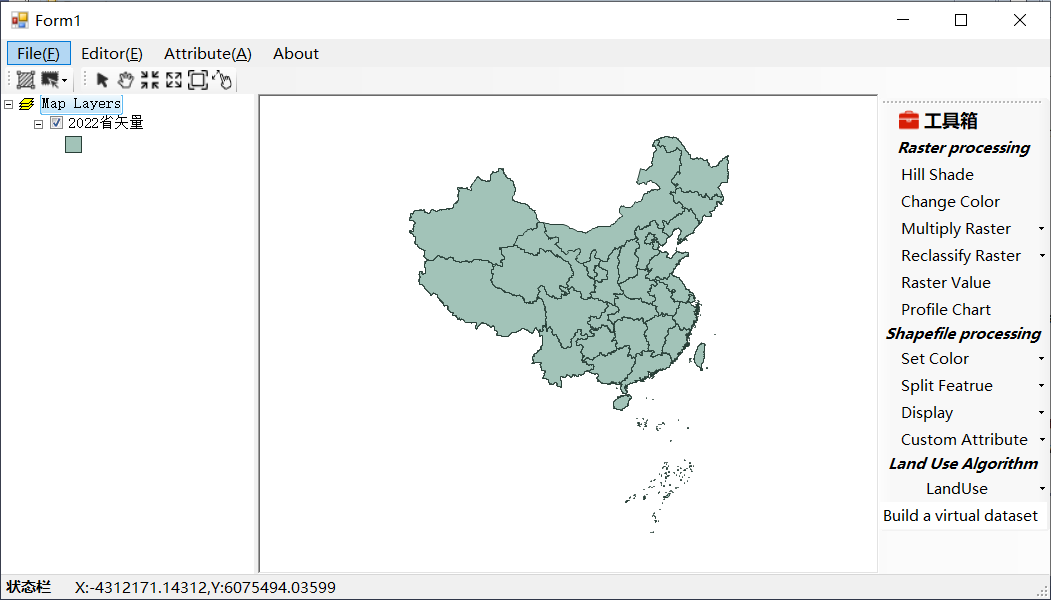 Form1
File(F) Editor(E) Attribute(A) About
Map Layers
2022省矢量
工具箱
Raster processing
Hill Shade
Change Color
Multiply Raster
Reclassify Raster
Raster Value
Profile Chart
Shapefile processing
Set Color
Split Featrue
Display
Custom Attribute
Land Use Algorithm
LandUse
Build a virtual dataset
状态栏 X:-4312171.14312,Y:6075494.03599